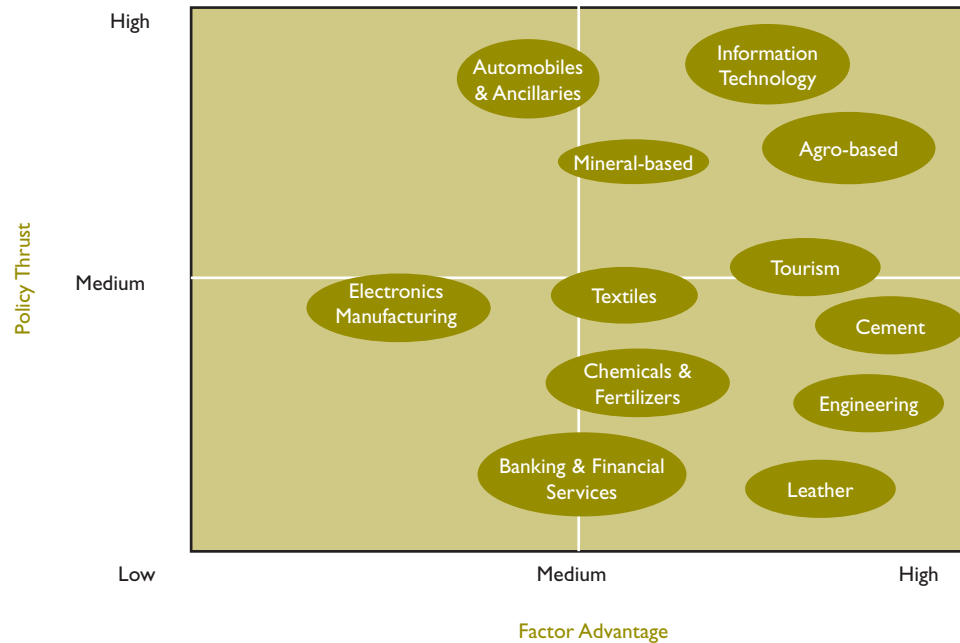 High
Automobiles
& Ancillaries
Information
Technology
Mineral-based
Agro-based
Policy Thrust
Medium
Electronics
Manufacturing
Textiles
Tourism
Cement
Chemicals &
Fertilizers
Engineering
Banking & Financial
Services
Leather
Low
Medium
High
Factor Advantage